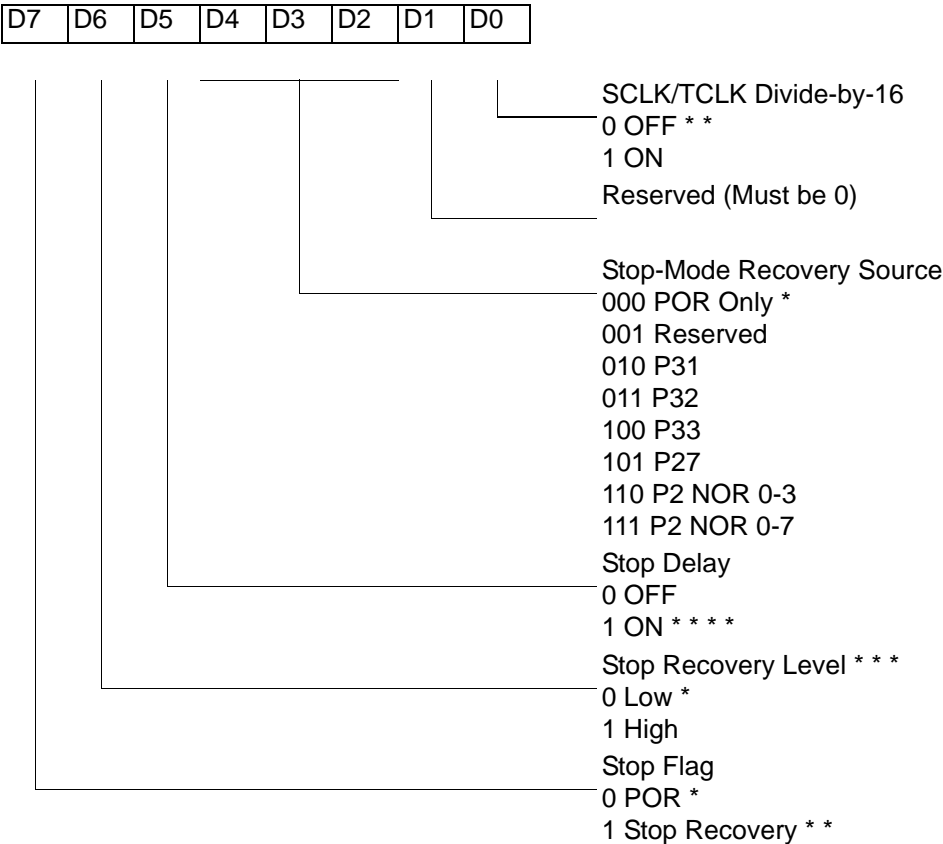 D7 D6 D5 D4 D3 D2 D1 D0
SCLK/TCLK Divide-by-16
0 OFF * *
1 ON
Reserved (Must be 0)
Stop-Mode Recovery Source
000 POR Only *
001 Reserved
010 P31
011 P32
100 P33
101 P27
110 P2 NOR 0-3
111 P2 NOR 0-7
Stop Delay
0 OFF
1 ON * * * *
Stop Recovery Level * * *
0 Low *
1 High
Stop Flag
0 POR *
1 Stop Recovery * *